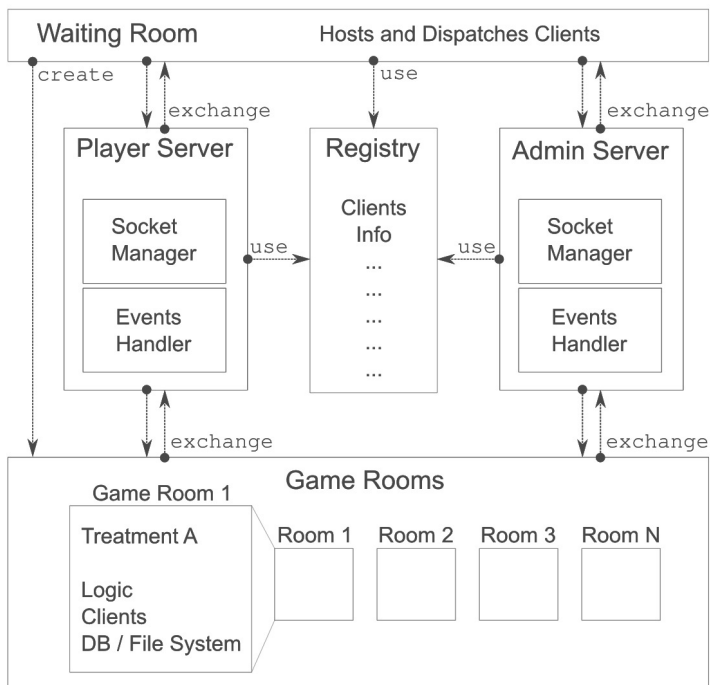 Waiting Room
Hosts and Dispatches Clients
create
exchange
use
exchange
Player Server
Registry
Admin Server
Socket
Manager
Events
Handler
use
Clients
Info
...
...
...
...
...
use
Socket
Manager
Events
Handler
exchange
exchange
Game Rooms
Game Room 1
Treatment A
Logic
Clients
DB / File System
Room 1
Room 2
Room 3
Room N